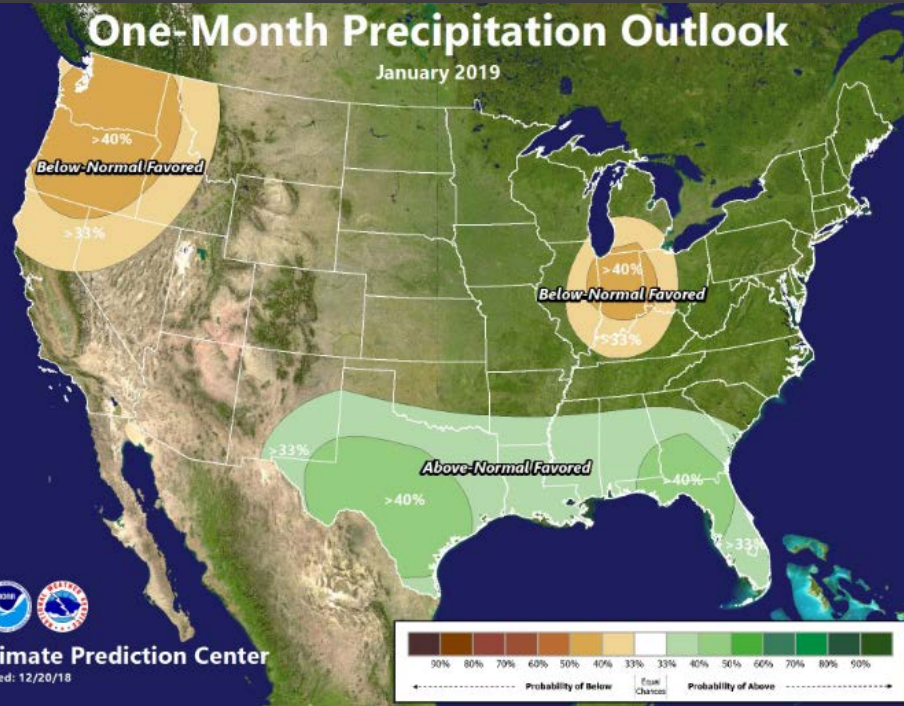 One-Month Precipitation Outlook
January 2019
>40%
Below-Normal Favored
>33%
>40%
Below-Normal Favored
>33%
>33%
Above-Normal Favored
>40%
>40%
>33%
NOAA
imate Prediction Center
ed: 12/20/18
90% 80% 70% 60% 50% 40% 33% 33% 40% 50% 60% 70% 80% 90%
Probability of Below
Equal
Chances
Probability of Above